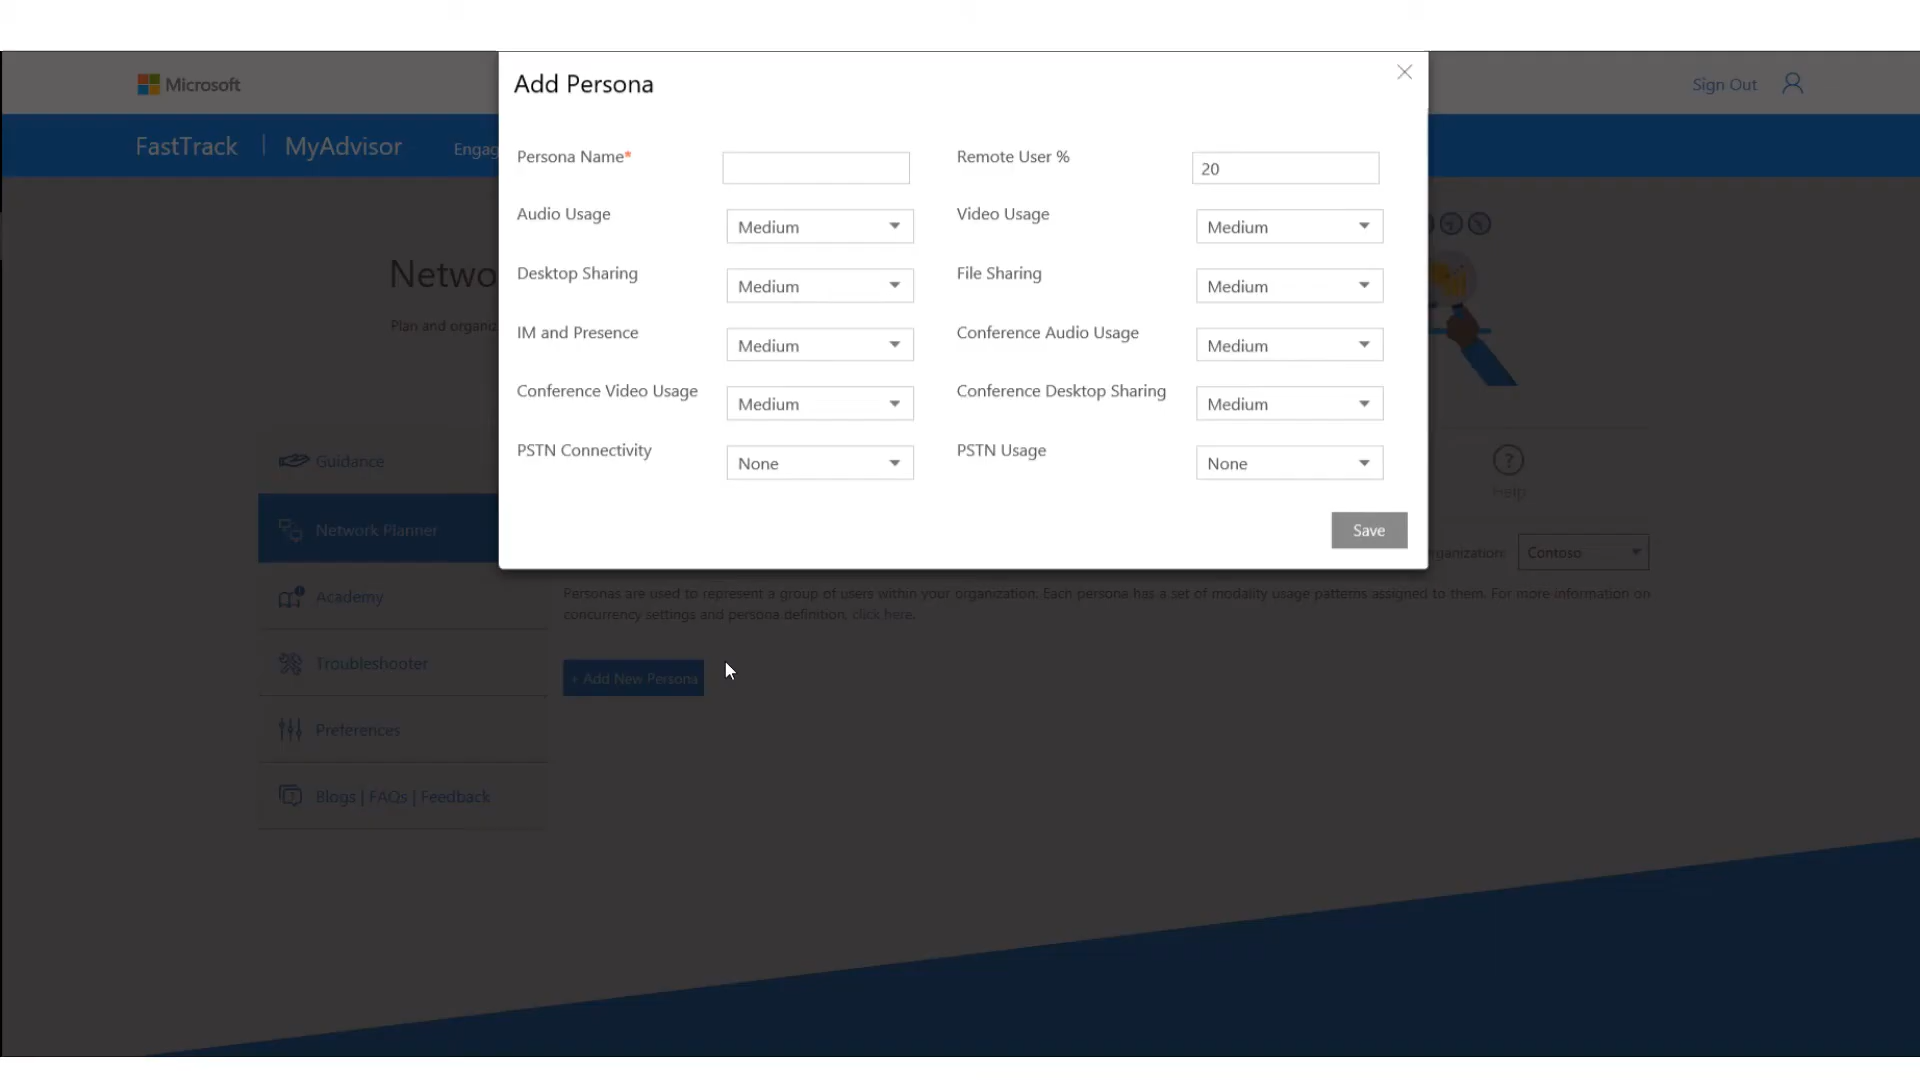 Microsoft
Sign Out
FastTrack | MyAdvisor
Engag
Add Persona
Persona Name*
Remote User %
20
Audio Usage
Medium
Video Usage
Medium
Desktop Sharing
Medium
File Sharing
Medium
IM and Presence
Medium
Conference Audio Usage
Medium
Conference Video Usage
Medium
Conference Desktop Sharing
Medium
PSTN Connectivity
None
PSTN Usage
None
Save
Netwo
Plan and organiz
Guidance
Network Planner
Academy
Troubleshooter
Preferences
Blogs | FAQs | Feedback
Help
rganization:
Contoso
Personas are used to represent a group of users within your organization. Each persona has a set of modality usage patterns assigned to them. For more information on
concurrency settings and persona definition, click here.
+ Add New Persona